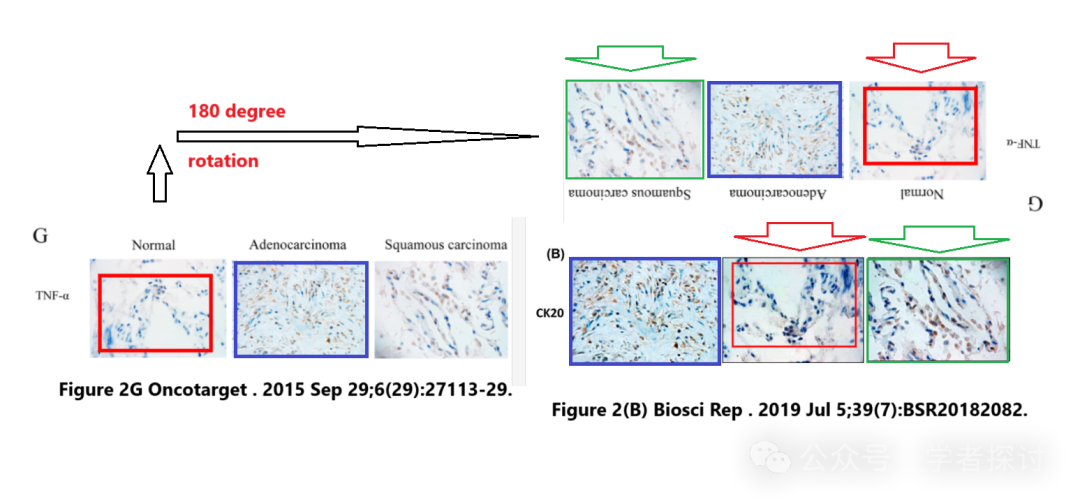 180 degree
rotation
TNF-α
Squamous carcinoma
Adenocarcinoma
Normal
G
G
Normal
Adenocarcinoma
Squamous carcinoma
TNF-α
(B)
CK20
Figure 2G Oncotarget . 2015 Sep 29;6(29):27113-29.
Figure 2(B) Biosci Rep . 2019 Jul 5;39(7):BSR20182082.
公众号 学者探讨